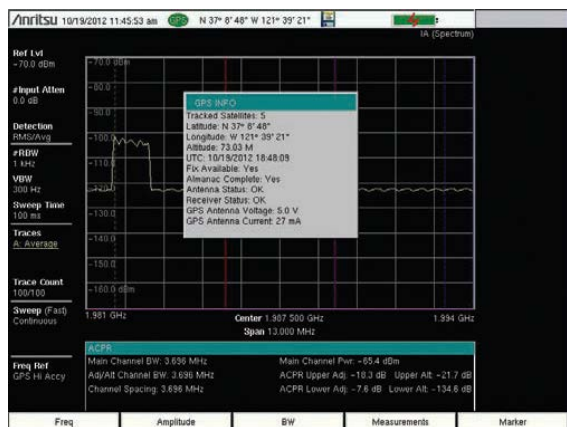 Anritsu 10/19/2012 11:45:53 am GPS N 37° 8' 48" W 121° 39' 21"
IA (Spectrum)
Ref Lvl
-70.0 dBm
#Input Atten
0.0 dB
Detection
RMS/Avg
#RBW
1 kHz
VBW
300 Hz
Sweep Time
100 ms
Traces
A: Average
Trace Count
100/100
Sweep (Fast)
Continuous
Freq Ref
GPS Hi Accy
-70.0 dBm
-80.0
-90.0
-100.0
-110.0
-120.0
-130.0
-140.0
-150.0
-160.0 dBm
GPS INFO
Tracked Satellites: 5
Latitude: N 37° 8' 48"
Longitude: W 121° 39' 21"
Altitude: 73.03 M
UTC: 10/19/2012 18:48:09
Fix Available: Yes
Almanac Complete: Yes
Antenna Status: OK
Receiver Status: OK
GPS Antenna Voltage: 5.0 V
GPS Antenna Current: 27 mA
1.981 GHz
Center 1.987 500 GHz
1.994 GHz
Span 13.000 MHz
ACPR
Main Channel BW: 3.696 MHz
Main Channel Pwr: -65.4 dBm
Adj/Alt Channel BW: 3.696 MHz
ACPR Upper Adj: -18.3 dB Upper Alt: -21.7 dB
Channel Spacing: 3.696 MHz
ACPR Lower Adj: -7.6 dB Lower Alt: -134.6 dB
Freq
Amplitude
BW
Measurements
Marker